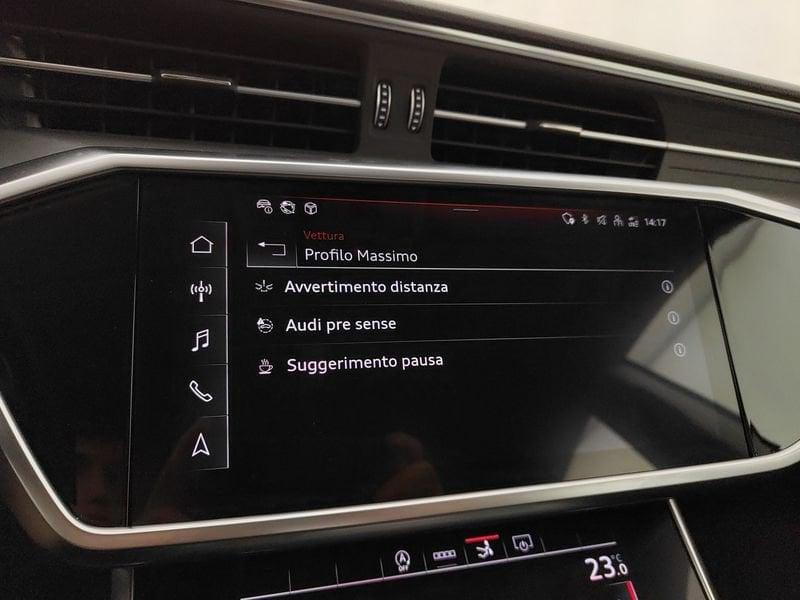 14:17
Vettura
Profilo Massimo
Avvertimento distanza
Audi pre sense
Suggerimento pausa
A
OFF
23.0 °C